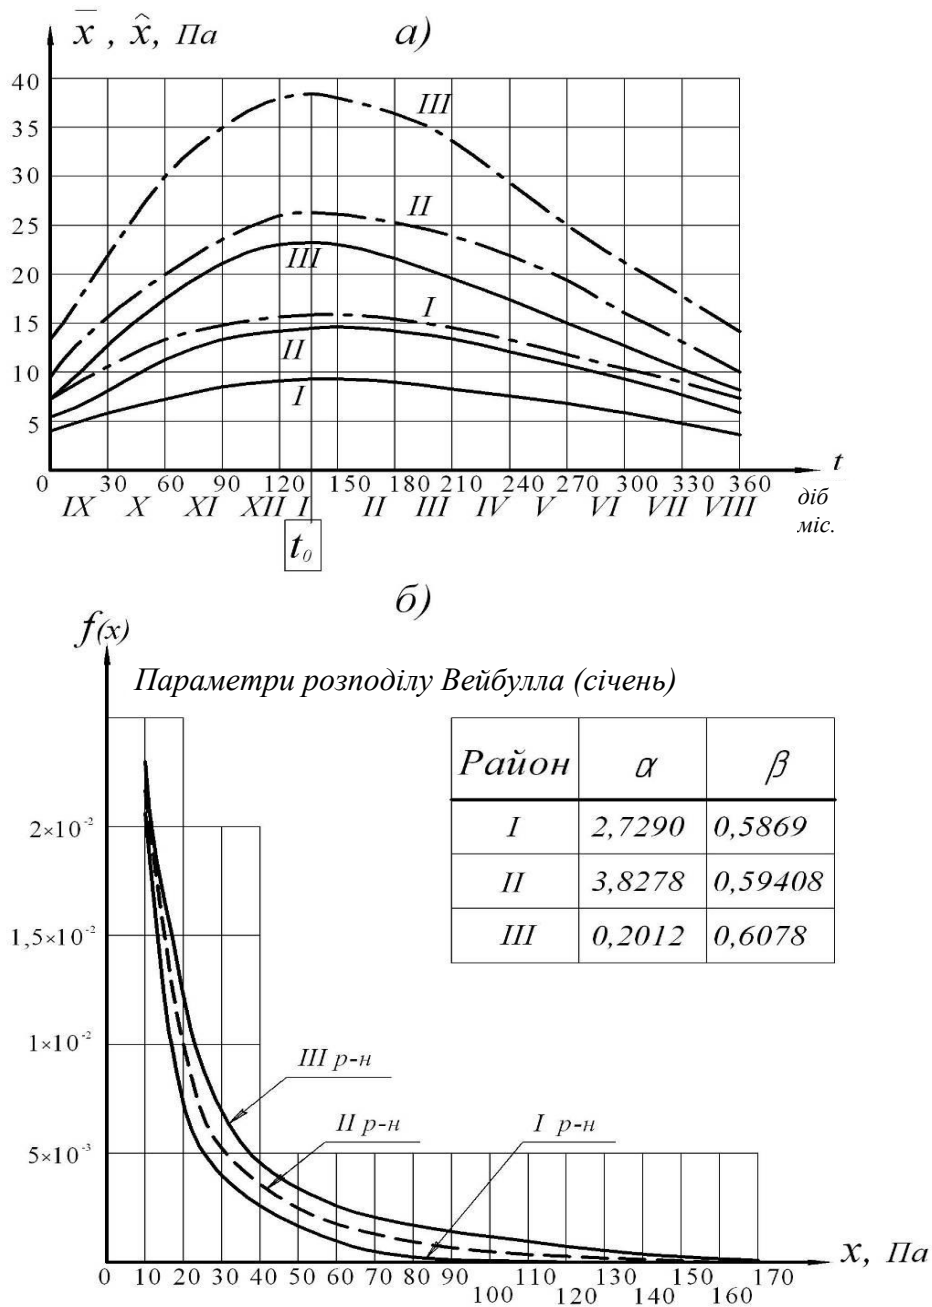 x̅ , x̂, Па
а)
40
35
30
25
20
15
10
5
III
II
III
I
II
I
0 30 60 90 120 150 180 210 240 270 300 330 360
t
IX X XI XII I II III IV V VI VII VIII
діб
міс.
t₀
б)
f(x)
Параметри розподілу Вейбулла (січень)
Район α β
I 2,7290 0,5869
II 3,8278 0,59408
III 0,2012 0,6078
2×10⁻²
1,5×10⁻²
1×10⁻²
5×10⁻³
III р-н
II р-н
I р-н
0 10 20 30 40 50 60 70 80 90 110 130 150 170
100 120 140 160
x, Па